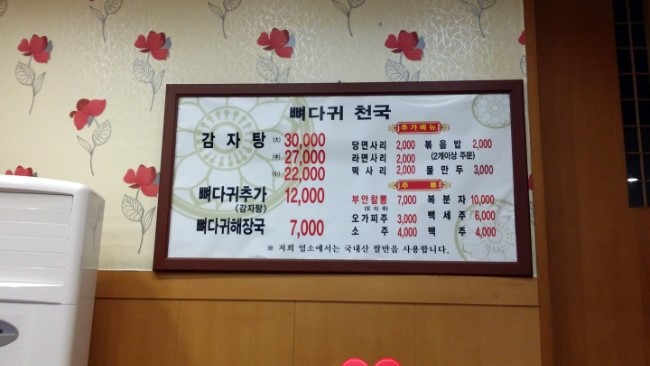 뼈다귀 천국
감자탕 (大) 30,000
(中) 27,000
(小) 22,000
뼈다귀추가 12,000
(감자탕)
뼈다귀해장국 7,000
추가메뉴
당면사리 2,000 볶음밥 2,000
라면사리 2,000 (2개이상 주문)
떡사리 2,000 물만두 3,000
주 류
부안참뽕 7,000 복분자 10,000
오가피주 3,000 백세주 6,000
소주 4,000 맥주 4,000
※ 저희 업소에서는 국내산 쌀만을 사용합니다.